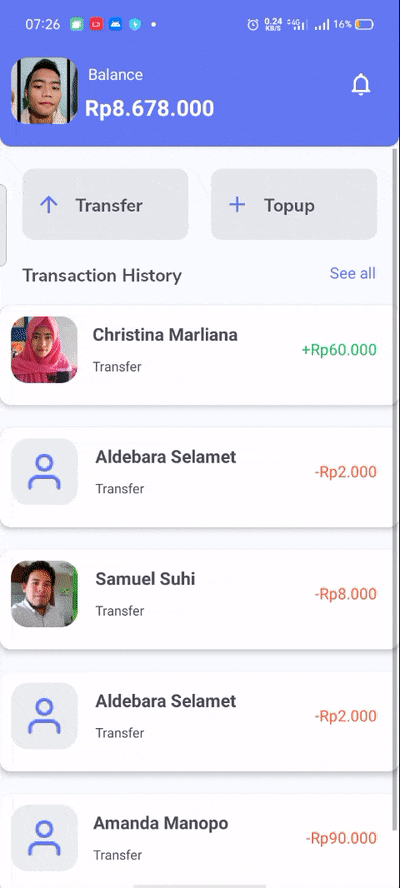 07:26 0.24 KB/S 4G 16%
Balance
Rp8.678.000
Transfer Topup
Transaction History See all
Christina Marliana
+Rp60.000
Transfer
Aldebara Selamet
-Rp2.000
Transfer
Samuel Suhi
-Rp8.000
Transfer
Aldebara Selamet
-Rp2.000
Transfer
Amanda Manopo
-Rp90.000
Transfer